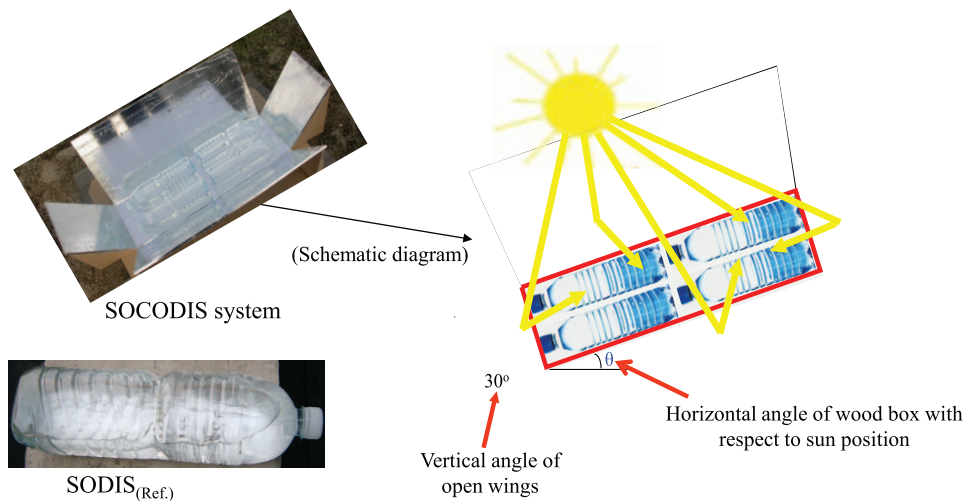 (Schematic diagram)
SOCODIS system
θ
30º
Horizontal angle of wood box with
respect to sun position
Vertical angle of
open wings
SODIS(Ref.)